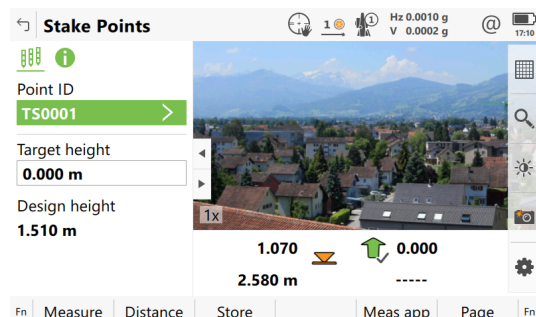 Stake Points
1
1
Hz 0.0010 g
V 0.0002 g
@
17:10
Point ID
TS0001
Target height
0.000 m
Design height
1.510 m
1x
1.070
0.000
2.580 m
-----
Fn
Measure
Distance
Store
Meas app
Page
Fn